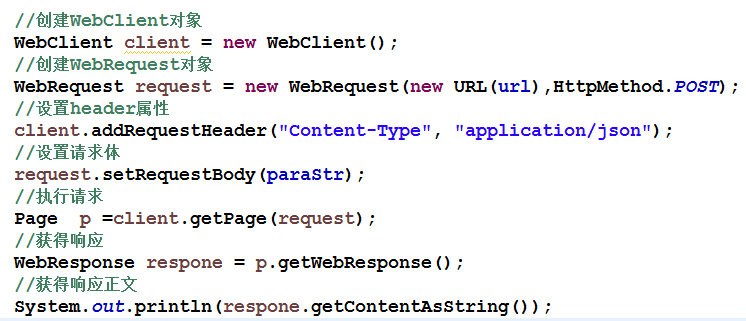 //创建WebClient对象
WebClient client = new WebClient();
//创建WebRequest对象
WebRequest request = new WebRequest(new URL(url),HttpMethod.POST);
//设置header属性
client.addRequestHeader("Content-Type", "application/json");
//设置请求体
request.setRequestBody(paraStr);
//执行请求
Page  p =client.getPage(request);
//获得响应
WebResponse respone = p.getWebResponse();
//获得响应正文
System.out.println(respone.getContentAsString());